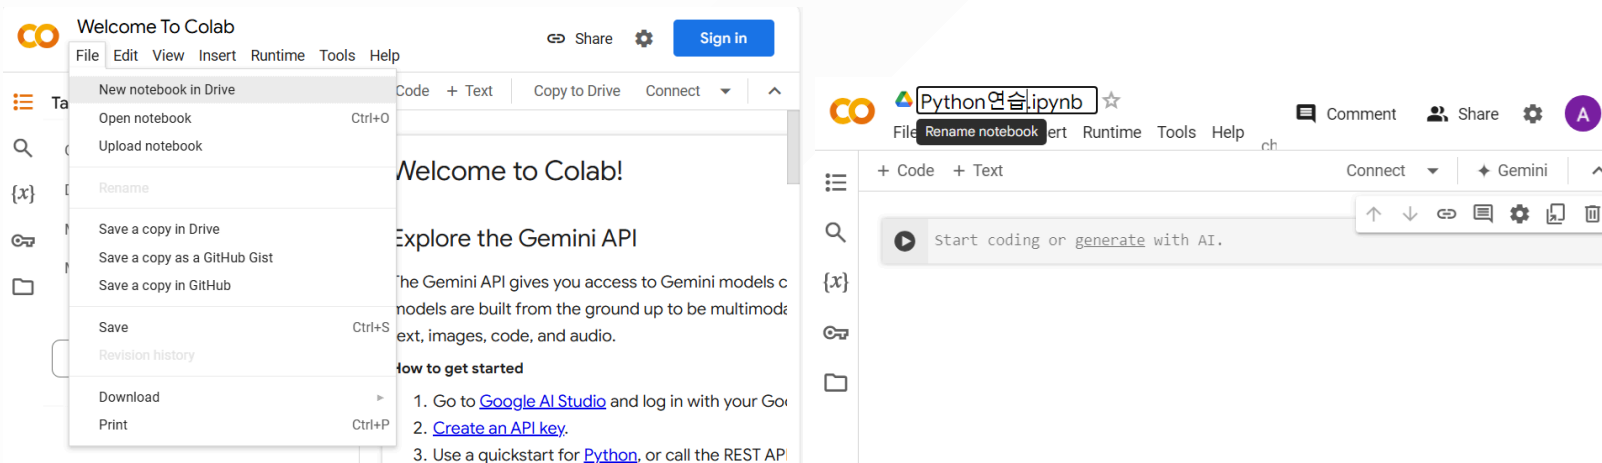 Welcome To Colab
File Edit View Insert Runtime Tools Help
Share
Sign in
New notebook in Drive
Open notebook Ctrl+O
Upload notebook
Rename
Save a copy in Drive
Save a copy as a GitHub Gist
Save a copy in GitHub
Save Ctrl+S
Revision history
Download
Print Ctrl+P
Ta
Code + Text Copy to Drive Connect
Welcome to Colab!
Explore the Gemini API
The Gemini API gives you access to Gemini models c
models are built from the ground up to be multimoda
ext, images, code, and audio.
How to get started
1. Go to Google AI Studio and log in with your Goo
2. Create an API key.
3. Use a quickstart for Python, or call the REST API
{x}
Python연습.ipynb
Rename notebook
File ert Runtime Tools Help
Comment Share A
ch
+ Code + Text Connect Gemini
Start coding or generate with AI.
{x}